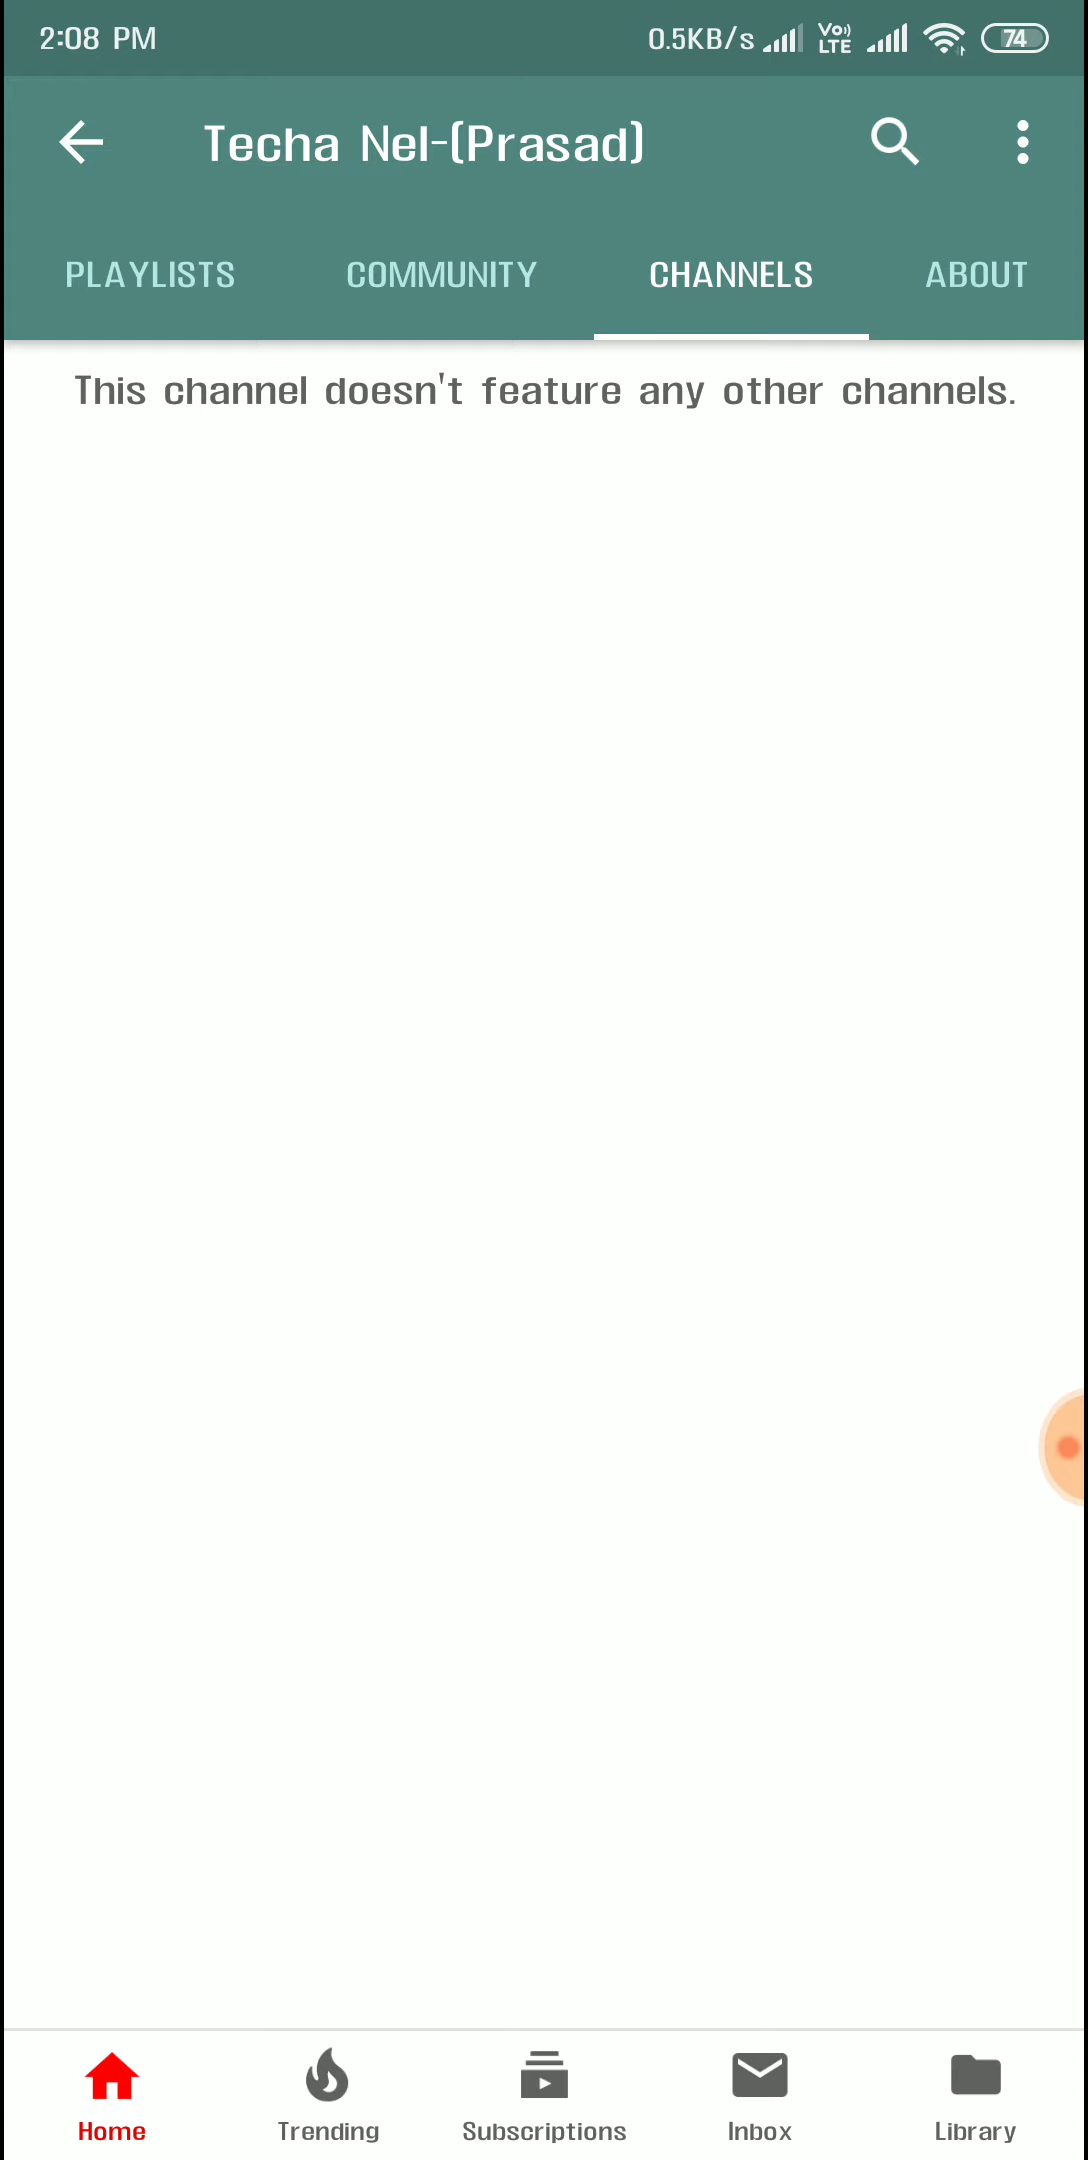 2:08 PM 0.5KB/s Vo)) LTE 74
Techa Nel-(Prasad)
PLAYLISTS COMMUNITY CHANNELS ABOUT
This channel doesn't feature any other channels.
Home Trending Subscriptions Inbox Library